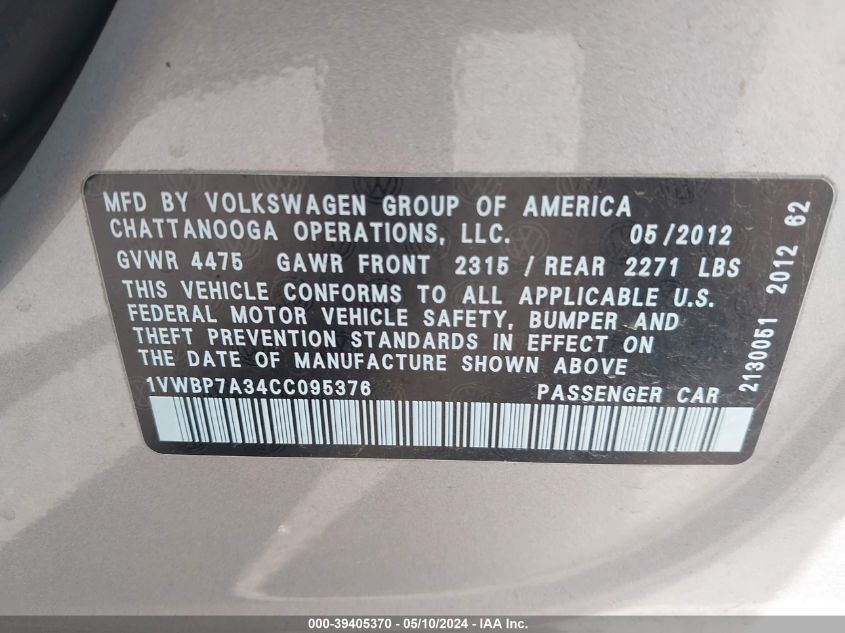 MFD BY VOLKSWAGEN GROUP OF AMERICA
CHATTANOOGA OPERATIONS, LLC. 05/2012
GVWR 4475 GAWR FRONT 2315 / REAR 2271 LBS
THIS VEHICLE CONFORMS TO ALL APPLICABLE U.S.
FEDERAL MOTOR VEHICLE SAFETY, BUMPER AND
THEFT PREVENTION STANDARDS IN EFFECT ON
THE DATE OF MANUFACTURE SHOWN ABOVE
1VWBP7A34CC095376 PASSENGER CAR
2130051 2012 62
000-39405370 - 05/10/2024 - IAA Inc.